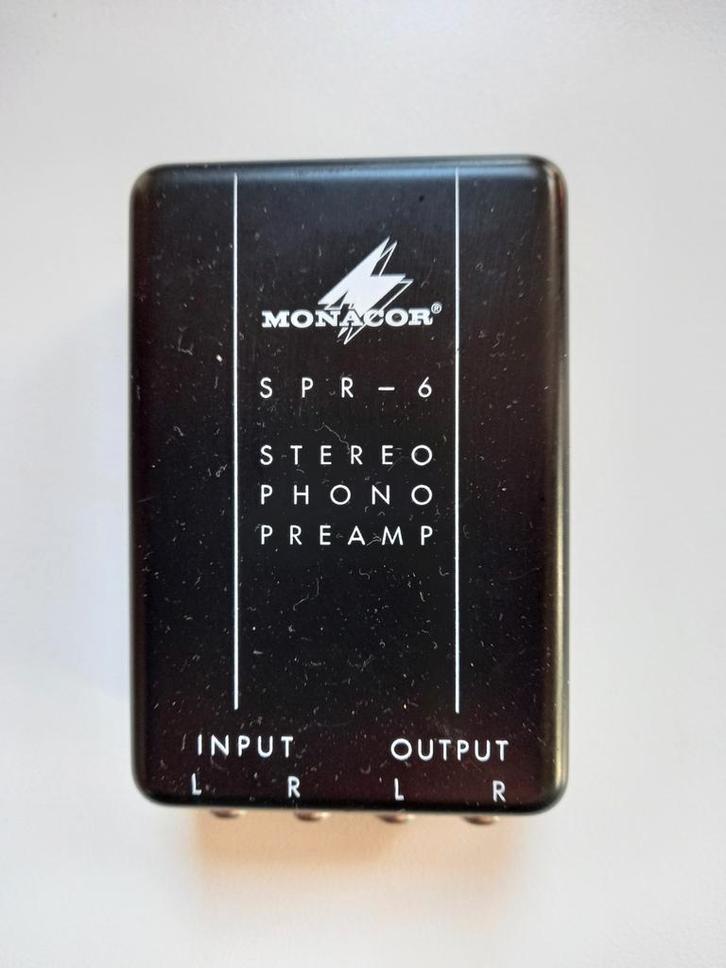 MONACOR®
SPR-6
STEREO
PHONO
PREAMP
INPUT OUTPUT
L R L R